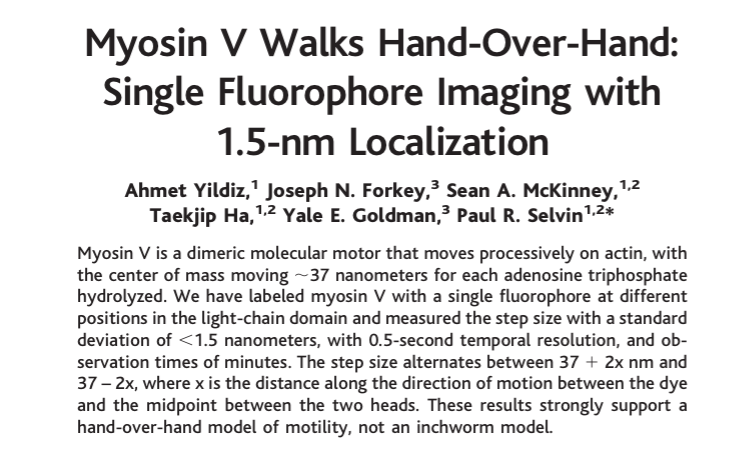 Myosin V Walks Hand-Over-Hand:
Single Fluorophore Imaging with
1.5-nm Localization
Ahmet Yildiz,¹ Joseph N. Forkey,³ Sean A. McKinney,¹,²
Taekjip Ha,¹,² Yale E. Goldman,³ Paul R. Selvin¹,²*
Myosin V is a dimeric molecular motor that moves processively on actin, with
the center of mass moving ~37 nanometers for each adenosine triphosphate
hydrolyzed. We have labeled myosin V with a single fluorophore at different
positions in the light-chain domain and measured the step size with a standard
deviation of <1.5 nanometers, with 0.5-second temporal resolution, and ob-
servation times of minutes. The step size alternates between 37 + 2x nm and
37 – 2x, where x is the distance along the direction of motion between the dye
and the midpoint between the two heads. These results strongly support a
hand-over-hand model of motility, not an inchworm model.